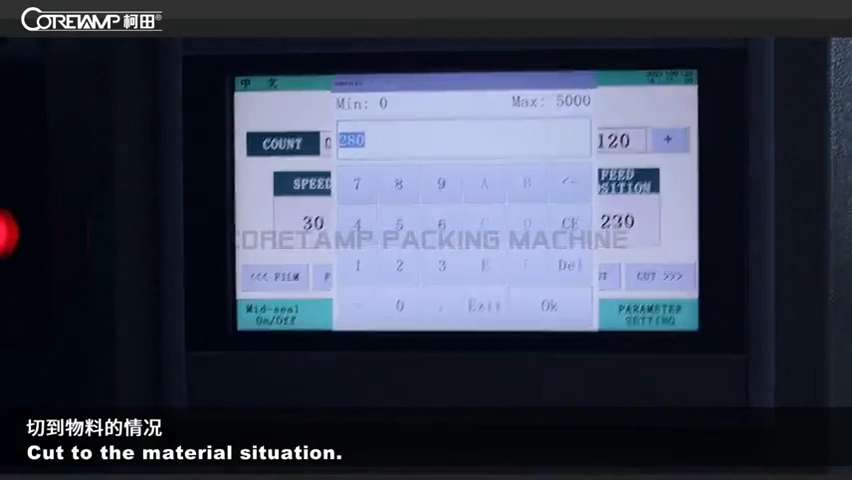 CORETAMP 柯田®
中 文
Min: 0 Max: 5000
280
COUNT
120 +
7 8 9 A B <-
SPEED
FEED
POSITION
30
4 5 6 C D CE
230
CORETAMP PACKING MACHINE
1 2 3 E F Del
<<< FILM
CUT >>>
- 0 . Exit Ok
Mid-seal
On/Off
PARAMETER
SETTING
切到物料的情况
Cut to the material situation.